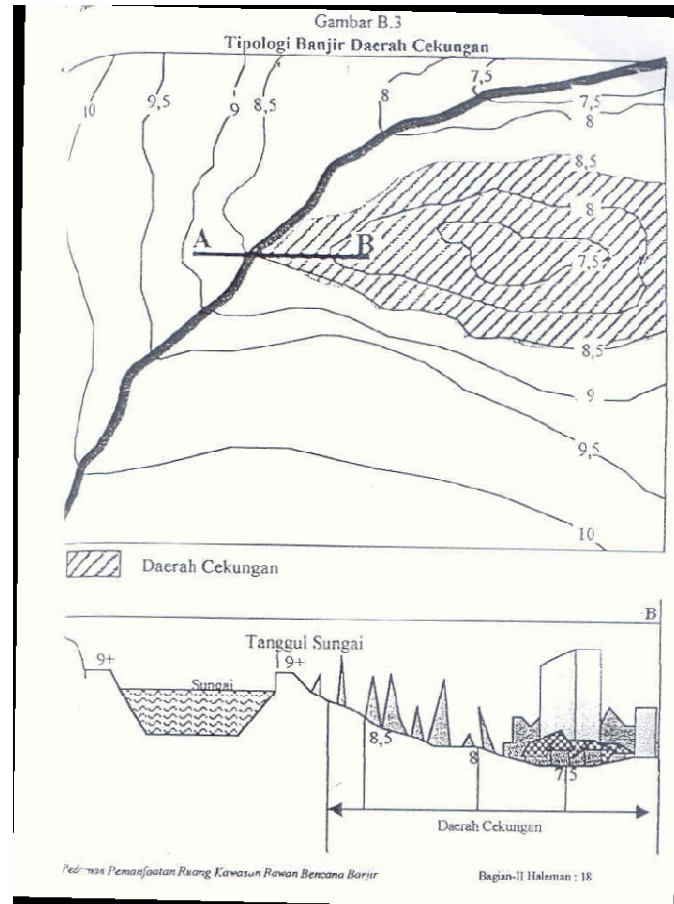 Gambar B.3
Tipologi Banjir Daerah Cekungan
10
9,5
9
8,5
8
7,5
7,5
8
8,5
8
A
B
7,5
8,5
9
9,5
10
Daerah Cekungan
B
Tanggul Sungai
9+
9+
Sungai
8,5
8
7,5
Daerah Cekungan
Pedoman Pemanfaatan Ruang Kawasan Rawan Bencana Banjir
Bagian-II Halaman : 18